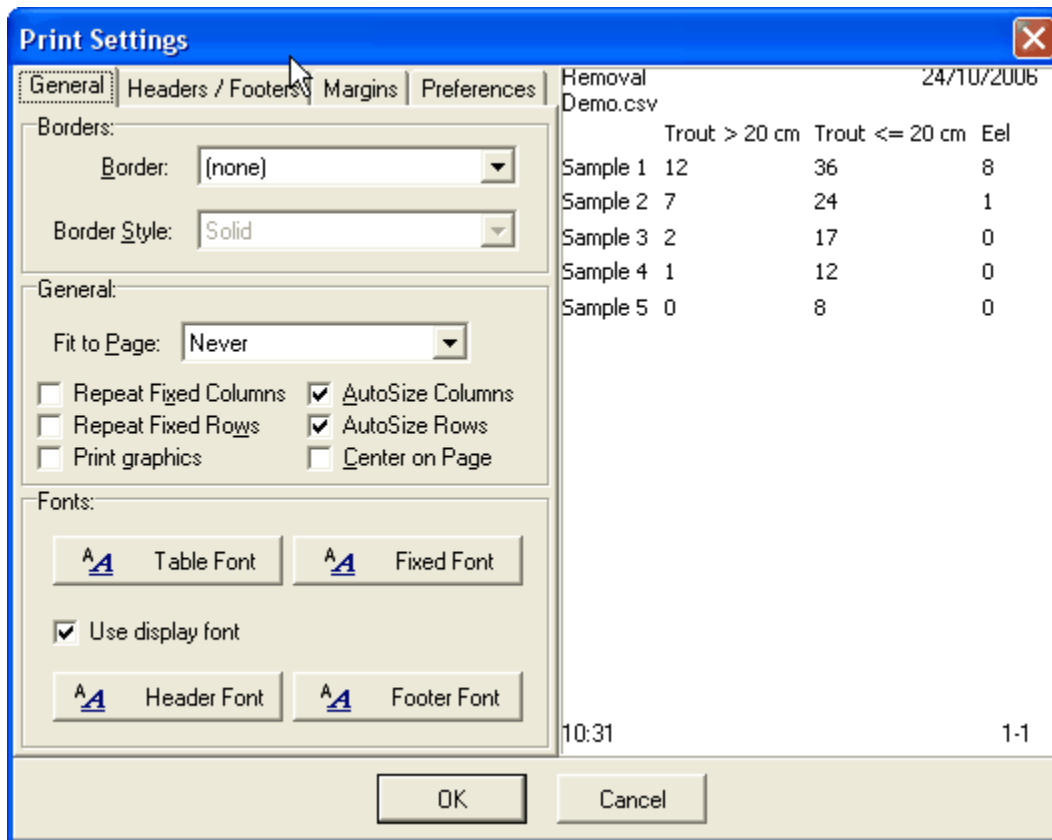 Print Settings
General Headers / Footers Margins Preferences
Borders:
Border: (none)
Border Style: Solid
General:
Fit to Page: Never
Repeat Fixed Columns AutoSize Columns
Repeat Fixed Rows AutoSize Rows
Print graphics Center on Page
Fonts:
AA Table Font AA Fixed Font
Use display font
AA Header Font AA Footer Font
Removal 24/10/2006
Demo.csv
Trout > 20 cm Trout <= 20 cm Eel
Sample 1 12 36 8
Sample 2 7 24 1
Sample 3 2 17 0
Sample 4 1 12 0
Sample 5 0 8 0
10:31 1-1
OK Cancel